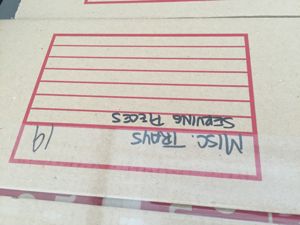 MISC. TRAYS 19
SERVING PIECES